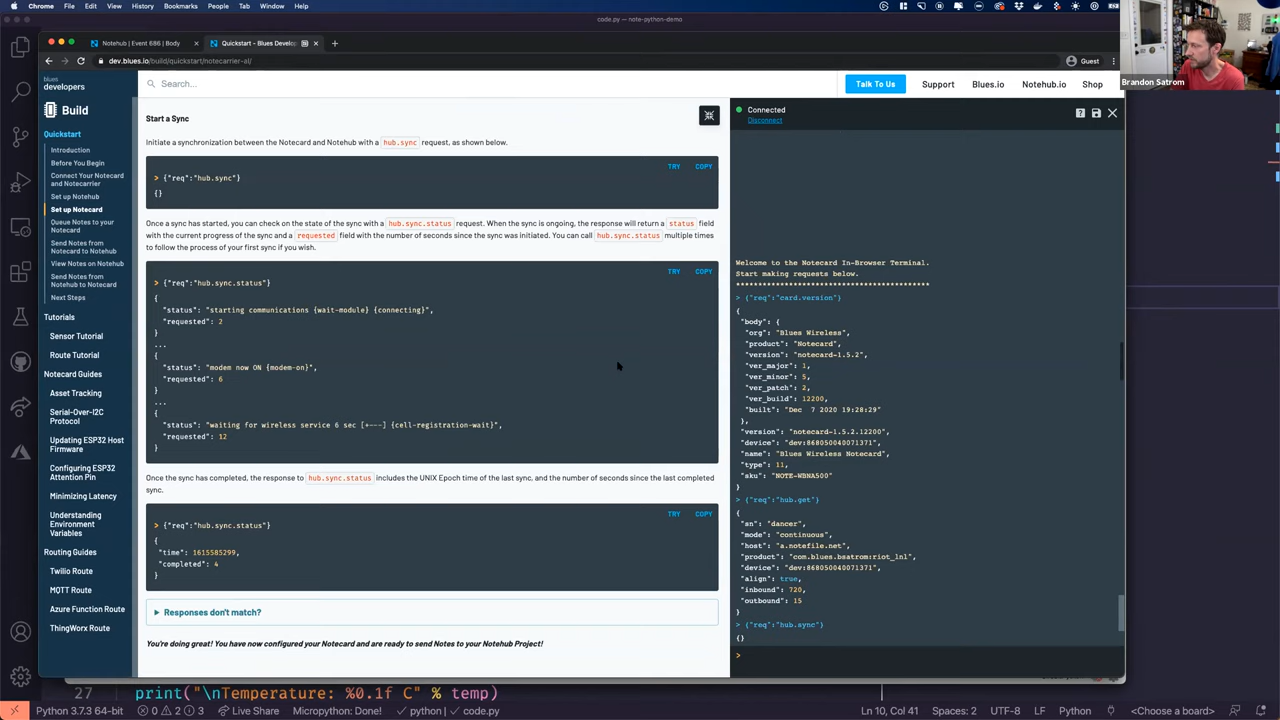 Chrome File Edit View History Bookmarks People Tab Window Help
code.py — note-python-demo
Notehub | Event 686 | Body
Quickstart - Blues Develo
dev.blues.io/build/quickstart/notecarrier-al/
Guest
Brandon Satrom
blues
developers
Build
Quickstart
Introduction
Before You Begin
Connect Your Notecard
and Notecarrier
Set up Notehub
Set up Notecard
Queue Notes to your
Notecard
Send Notes from
Notecard to Notehub
View Notes on Notehub
Send Notes from
Notehub to Notecard
Next Steps
Tutorials
Sensor Tutorial
Route Tutorial
Notecard Guides
Asset Tracking
Serial-Over-I2C
Protocol
Updating ESP32 Host
Firmware
Configuring ESP32
Attention Pin
Minimizing Latency
Understanding
Environment
Variables
Routing Guides
Twilio Route
MQTT Route
Azure Function Route
ThingWorx Route
Search...
Talk To Us
Support
Blues.io
Notehub.io
Shop
Start a Sync
Initiate a synchronization between the Notecard and Notehub with a hub.sync request, as shown below.
TRY COPY
> {"req":"hub.sync"}
{}
Once a sync has started, you can check on the state of the sync with a hub.sync.status request. When the sync is ongoing, the response will return a status field
with the current progress of the sync and a requested field with the number of seconds since the sync was initiated. You can call hub.sync.status multiple times
to follow the process of your first sync if you wish.
TRY COPY
> {"req":"hub.sync.status"}
{
"status": "starting communications {wait-module} {connecting}",
"requested": 2
}
...
{
"status": "modem now ON {modem-on}",
"requested": 6
}
...
{
"status": "waiting for wireless service 6 sec [+---] {cell-registration-wait}",
"requested": 12
}
Once the sync has completed, the response to hub.sync.status includes the UNIX Epoch time of the last sync, and the number of seconds since the last completed
sync.
TRY COPY
> {"req":"hub.sync.status"}
{
"time": 1615585299,
"completed": 4
}
Responses don't match?
You're doing great! You have now configured your Notecard and are ready to send Notes to your Notehub Project!
Connected
Disconnect
Welcome to the Notecard In-Browser Terminal.
Start making requests below.
********************************************
> {"req":"card.version"}
{
"body": {
"org": "Blues Wireless",
"product": "Notecard",
"version": "notecard-1.5.2",
"ver_major": 1,
"ver_minor": 5,
"ver_patch": 2,
"ver_build": 12200,
"built": "Dec 7 2020 19:28:29"
},
"version": "notecard-1.5.2.12200",
"device": "dev:868050040071371",
"name": "Blues Wireless Notecard",
"type": 11,
"sku": "NOTE-WBNA500"
}
> {"req":"hub.get"}
{
"sn": "dancer",
"mode": "continuous",
"host": "a.notefile.net",
"product": "com.blues.bsatrom:riot_lnl",
"device": "dev:868050040071371",
"align": true,
"inbound": 720,
"outbound": 15
}
> {"req":"hub.sync"}
{}
>
27 print("\nTemperature: %0.1f C" % temp)
Python 3.7.3 64-bit 0 2 3 Live Share Micropython: Done! python | code.py Ln 10, Col 41 Spaces: 2 UTF-8 LF Python <Choose a board>